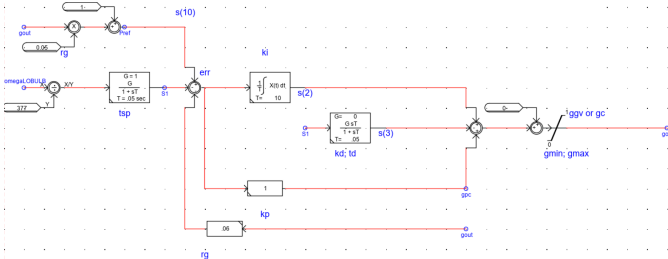 1-
s(10)
gout
X
Pref
0.05
rg
err
ki
omegaLOBULB
X
X/Y
G = 1
G
1 + sT
T = .05 sec
S1
X(t) dt
T= 10
s(2)
377
Y
tsp
G= 0
G sT
1 + sT
T= .05
S1
s(3)
kd; td
0-
1
ggv or gc
0
gmin; gmax
gc
1
gpc
kp
.06
gout
rg